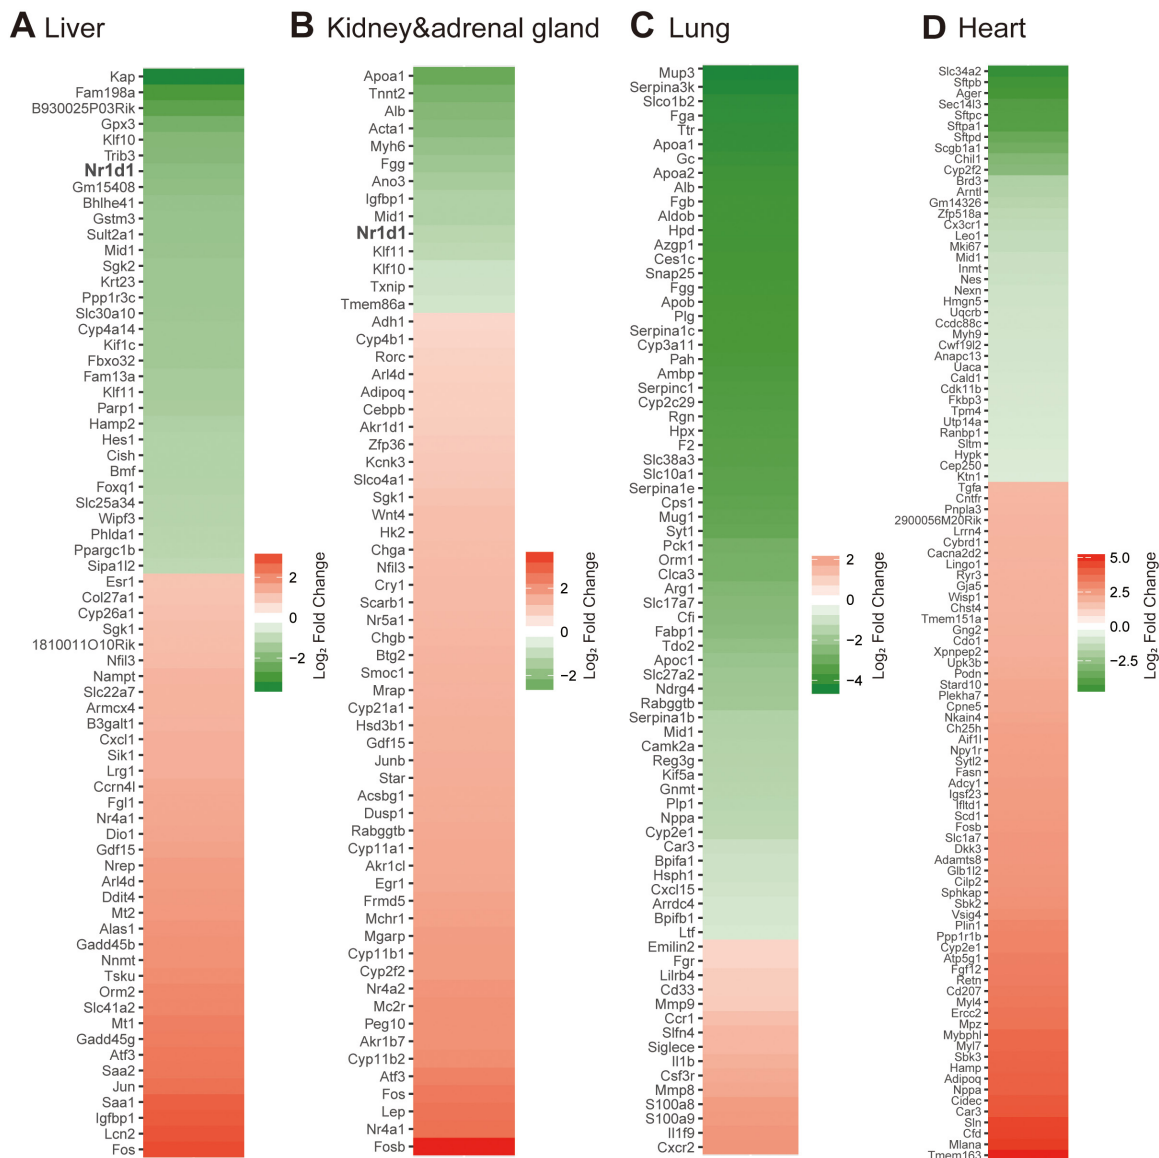 A Liver
Kap
Fam198a
B930025P03Rik
Gpx3
Klf10
Trib3
Nr1d1
Gm15408
Bhlhe41
Gstm3
Sult2a1
Mid1
Sgk2
Krt23
Ppp1r3c
Slc30a10
Cyp4a14
Kif1c
Fbxo32
Fam13a
Klf11
Parp1
Hamp2
Hes1
Cish
Bmf
Foxq1
Slc25a34
Wipf3
Phlda1
Ppargc1b
Sipa1l2
Esr1
Col27a1
Cyp26a1
Sgk1
1810011O10Rik
Nfil3
Nampt
Slc22a7
Armcx4
B3galt1
Cxcl1
Sik1
Lrg1
Ccrn4l
Fgl1
Nr4a1
Dio1
Gdf15
Nrep
Arl4d
Ddit4
Mt2
Alas1
Gadd45b
Nnmt
Tsku
Orm2
Slc41a2
Mt1
Gadd45g
Atf3
Saa2
Jun
Saa1
Igfbp1
Lcn2
Fos
2
0
−2
Log₂ Fold Change
B Kidney&adrenal gland
Apoa1
Tnnt2
Alb
Acta1
Myh6
Fgg
Ano3
Igfbp1
Mid1
Nr1d1
Klf11
Klf10
Txnip
Tmem86a
Adh1
Cyp4b1
Rorc
Arl4d
Adipoq
Cebpb
Akr1d1
Zfp36
Kcnk3
Slco4a1
Sgk1
Wnt4
Hk2
Chga
Nfil3
Cry1
Scarb1
Nr5a1
Chgb
Btg2
Smoc1
Mrap
Cyp21a1
Hsd3b1
Gdf15
Junb
Star
Acsbg1
Dusp1
Rabggtb
Cyp11a1
Akr1cl
Egr1
Frmd5
Mchr1
Mgarp
Cyp11b1
Cyp2f2
Nr4a2
Mc2r
Peg10
Akr1b7
Cyp11b2
Atf3
Fos
Lep
Nr4a1
Fosb
2
0
−2
Log₂ Fold Change
C Lung
Mup3
Serpina3k
Slco1b2
Fga
Ttr
Apoa1
Gc
Apoa2
Alb
Fgb
Aldob
Hpd
Azgp1
Ces1c
Snap25
Fgg
Apob
Plg
Serpina1c
Cyp3a11
Pah
Ambp
Serpinc1
Cyp2c29
Rgn
Hpx
F2
Slc38a3
Slc10a1
Serpina1e
Cps1
Mug1
Syt1
Pck1
Orm1
Clca3
Arg1
Slc17a7
Cfi
Fabp1
Tdo2
Apoc1
Slc27a2
Ndrg4
Rabggtb
Serpina1b
Mid1
Camk2a
Reg3g
Kif5a
Gnmt
Plp1
Nppa
Cyp2e1
Car3
Bpifa1
Hsph1
Cxcl15
Arrdc4
Bpifb1
Ltf
Emilin2
Fgr
Lilrb4
Cd33
Mmp9
Ccr1
Slfn4
Siglece
Il1b
Csf3r
Mmp8
S100a8
S100a9
Il1f9
Cxcr2
2
0
−2
−4
Log₂ Fold Change
D Heart
Slc34a2
Sftpb
Ager
Sec14l3
Sftpc
Sftpa1
Sftpd
Scgb1a1
Chil1
Cyp2f2
Brd3
Arntl
Gm14326
Zfp518a
Cx3cr1
Leo1
Mki67
Mid1
Inmt
Nes
Nexn
Hmgn5
Uqcrb
Ccdc88c
Myh9
Cwf19l2
Anapc13
Uaca
Cald1
Cdk11b
Fkbp3
Tpm4
Utp14a
Ranbp1
Sltm
Hypk
Cep250
Ktn1
Tgfa
Cntfr
Pnpla3
2900056M20Rik
Lrrn4
Cybrd1
Cacna2d2
Lingo1
Ryr3
Gja5
Wisp1
Chst4
Tmem151a
Gng2
Cdo1
Xpnpep2
Upk3b
Podn
Stard10
Plekha7
Cpne5
Nkain4
Ch25h
Aif1l
Npy1r
Sytl2
Fasn
Adcy1
Igsf23
Ifltd1
Scd1
Fosb
Slc1a7
Dkk3
Adamts8
Glb1l2
Cilp2
Sphkap
Sbk2
Vsig4
Plin1
Ppp1r1b
Cyp2e1
Atp5g1
Fgf12
Retn
Cd207
Myl4
Ercc2
Mpz
Mybphl
Myl7
Sbk3
Hamp
Adipoq
Nppa
Cidec
Car3
Sln
Cfd
Mlana
Tmem163
5.0
2.5
0.0
−2.5
Log₂ Fold Change